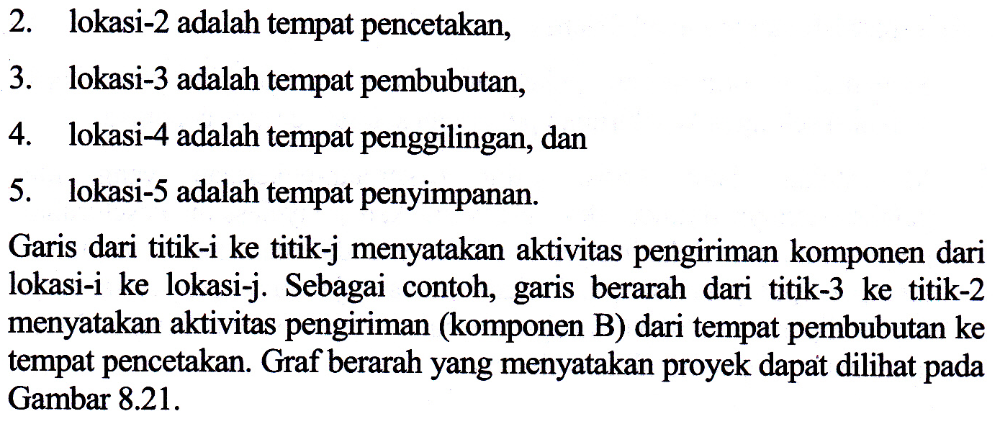 2. lokasi-2 adalah tempat pencetakan,
3. lokasi-3 adalah tempat pembubutan,
4. lokasi-4 adalah tempat penggilingan, dan
5. lokasi-5 adalah tempat penyimpanan.
Garis dari titik-i ke titik-j menyatakan aktivitas pengiriman komponen dari
lokasi-i ke lokasi-j. Sebagai contoh, garis berarah dari titik-3 ke titik-2
menyatakan aktivitas pengiriman (komponen B) dari tempat pembubutan ke
tempat pencetakan. Graf berarah yang menyatakan proyek dapat dilihat pada
Gambar 8.21.